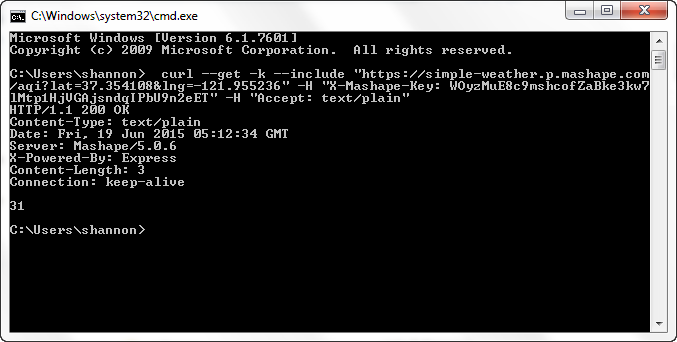 C:\Windows\system32\cmd.exe
Microsoft Windows [Version 6.1.7601]
Copyright (c) 2009 Microsoft Corporation.  All rights reserved.
C:\Users\shannon>  curl --get -k --include "https://simple-weather.p.mashape.com
/aqi?lat=37.354108&lng=-121.955236" -H "X-Mashape-Key: WOyzMuE8c9mshcofZaBke3kw7
lMtp1HjVGAjsndqIPbU9n2eET" -H "Accept: text/plain"
HTTP/1.1 200 OK
Content-Type: text/plain
Date: Fri, 19 Jun 2015 05:12:34 GMT
Server: Mashape/5.0.6
X-Powered-By: Express
Content-Length: 3
Connection: keep-alive
31
C:\Users\shannon>